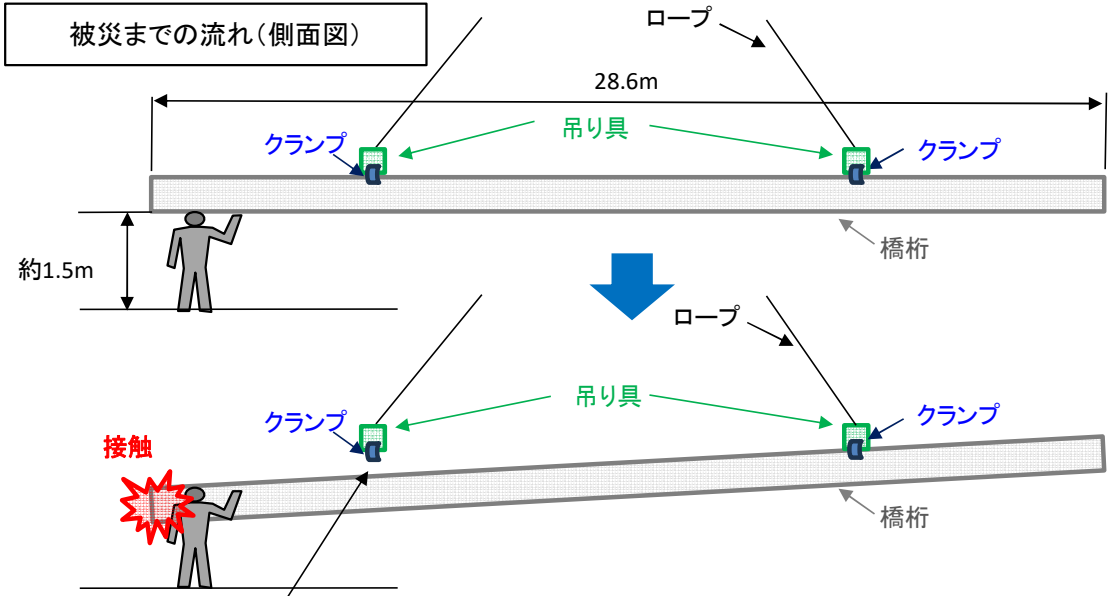 被災までの流れ（側面図）
ロープ
28.6m
吊り具
クランプ
クランプ
橋桁
約1.5m
ロープ
吊り具
クランプ
クランプ
接触
橋桁